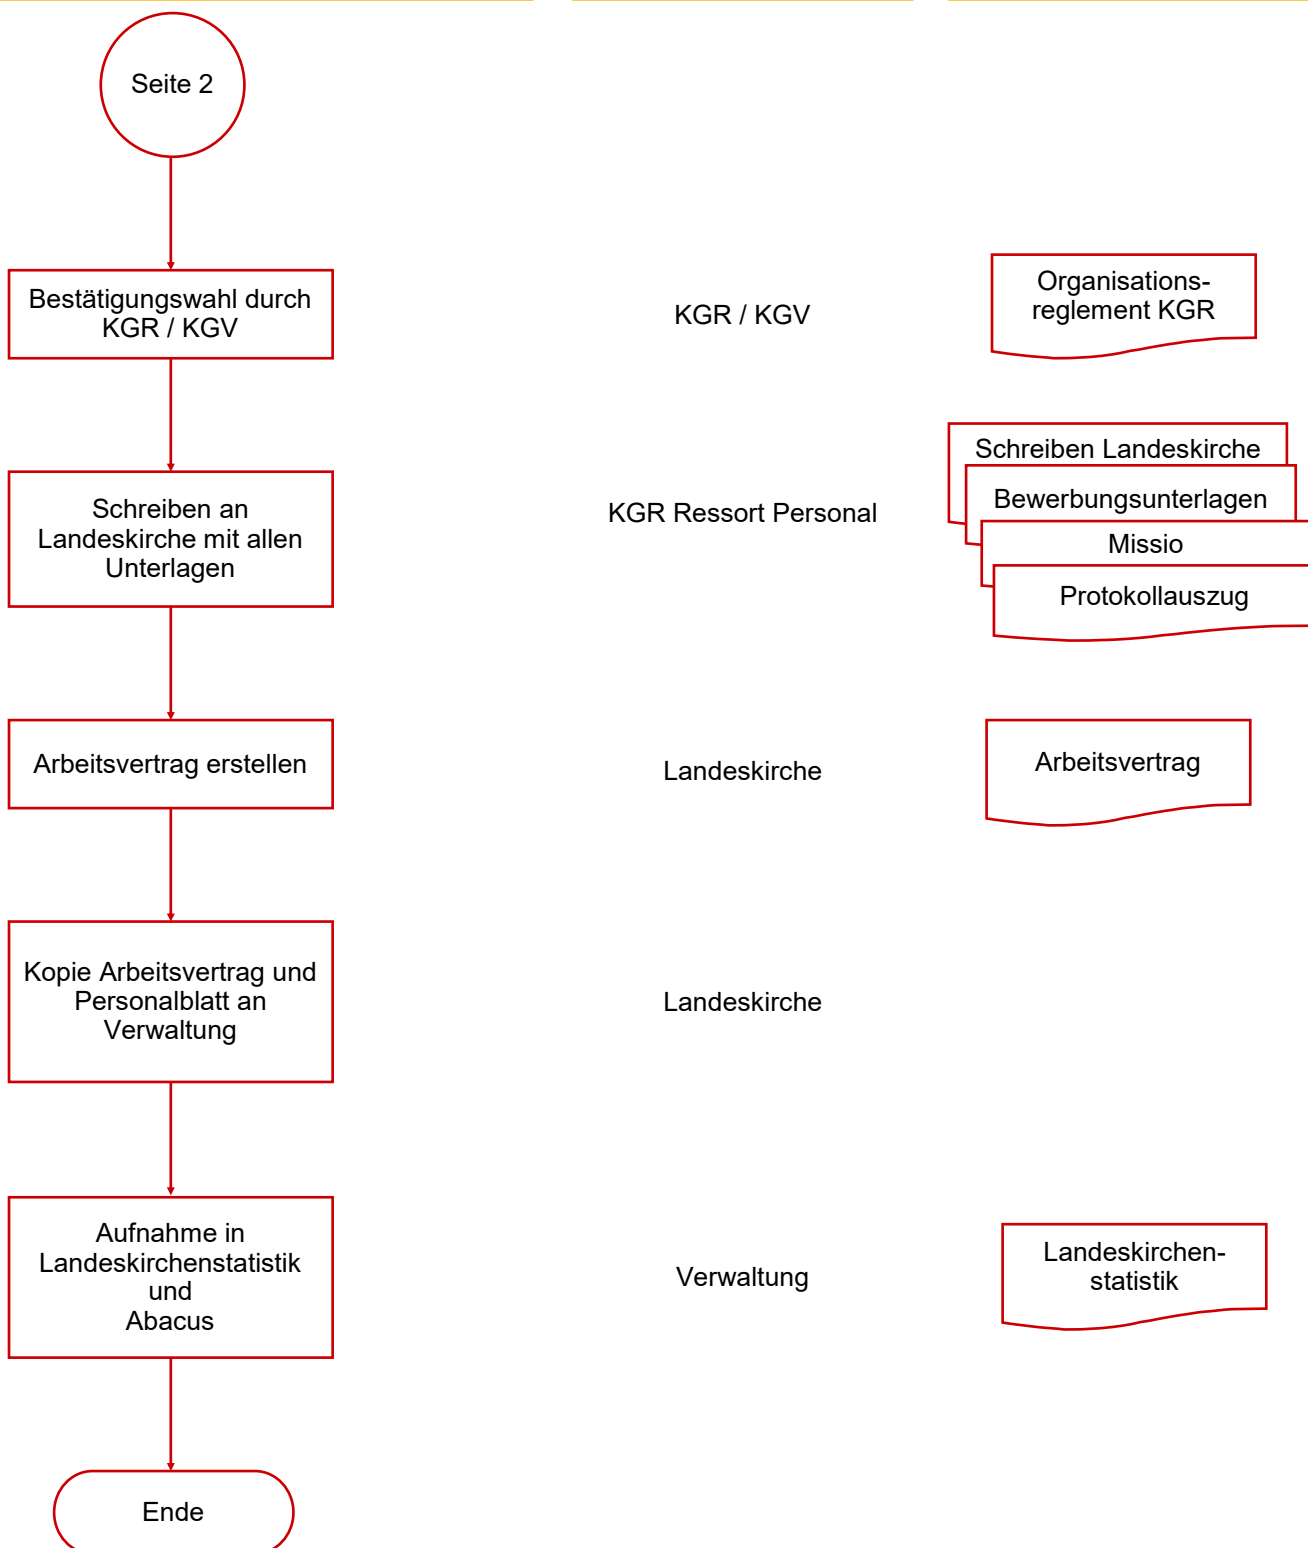 Seite 2
Bestätigungswahl durch
KGR / KGV
KGR / KGV
Organisations-
reglement KGR
Schreiben an
Landeskirche mit allen
Unterlagen
KGR Ressort Personal
Schreiben Landeskirche
Bewerbungsunterlagen
Missio
Protokollauszug
Arbeitsvertrag erstellen
Landeskirche
Arbeitsvertrag
Kopie Arbeitsvertrag und
Personalblatt an
Verwaltung
Landeskirche
Aufnahme in
Landeskirchenstatistik
und
Abacus
Verwaltung
Landeskirchen-
statistik
Ende